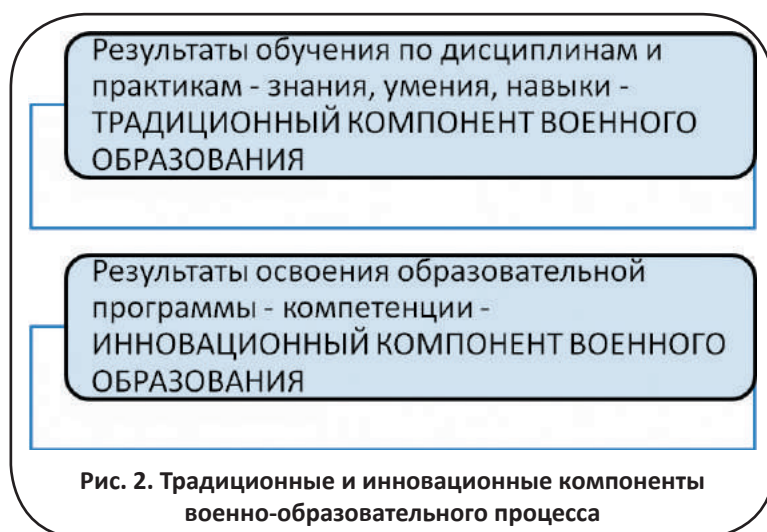 Результаты обучения по дисциплинам и
практикам - знания, умения, навыки -
ТРАДИЦИОННЫЙ КОМПОНЕНТ ВОЕННОГО
ОБРАЗОВАНИЯ
Результаты освоения образовательной
программы - компетенции -
ИННОВАЦИОННЫЙ КОМПОНЕНТ ВОЕННОГО
ОБРАЗОВАНИЯ
Рис. 2. Традиционные и инновационные компоненты
военно-образовательного процесса